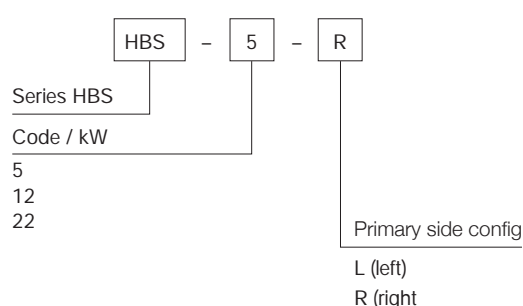 HBS – 5 – R
Series HBS
Code / kW
5
12
22
Primary side config
L (left)
R (right